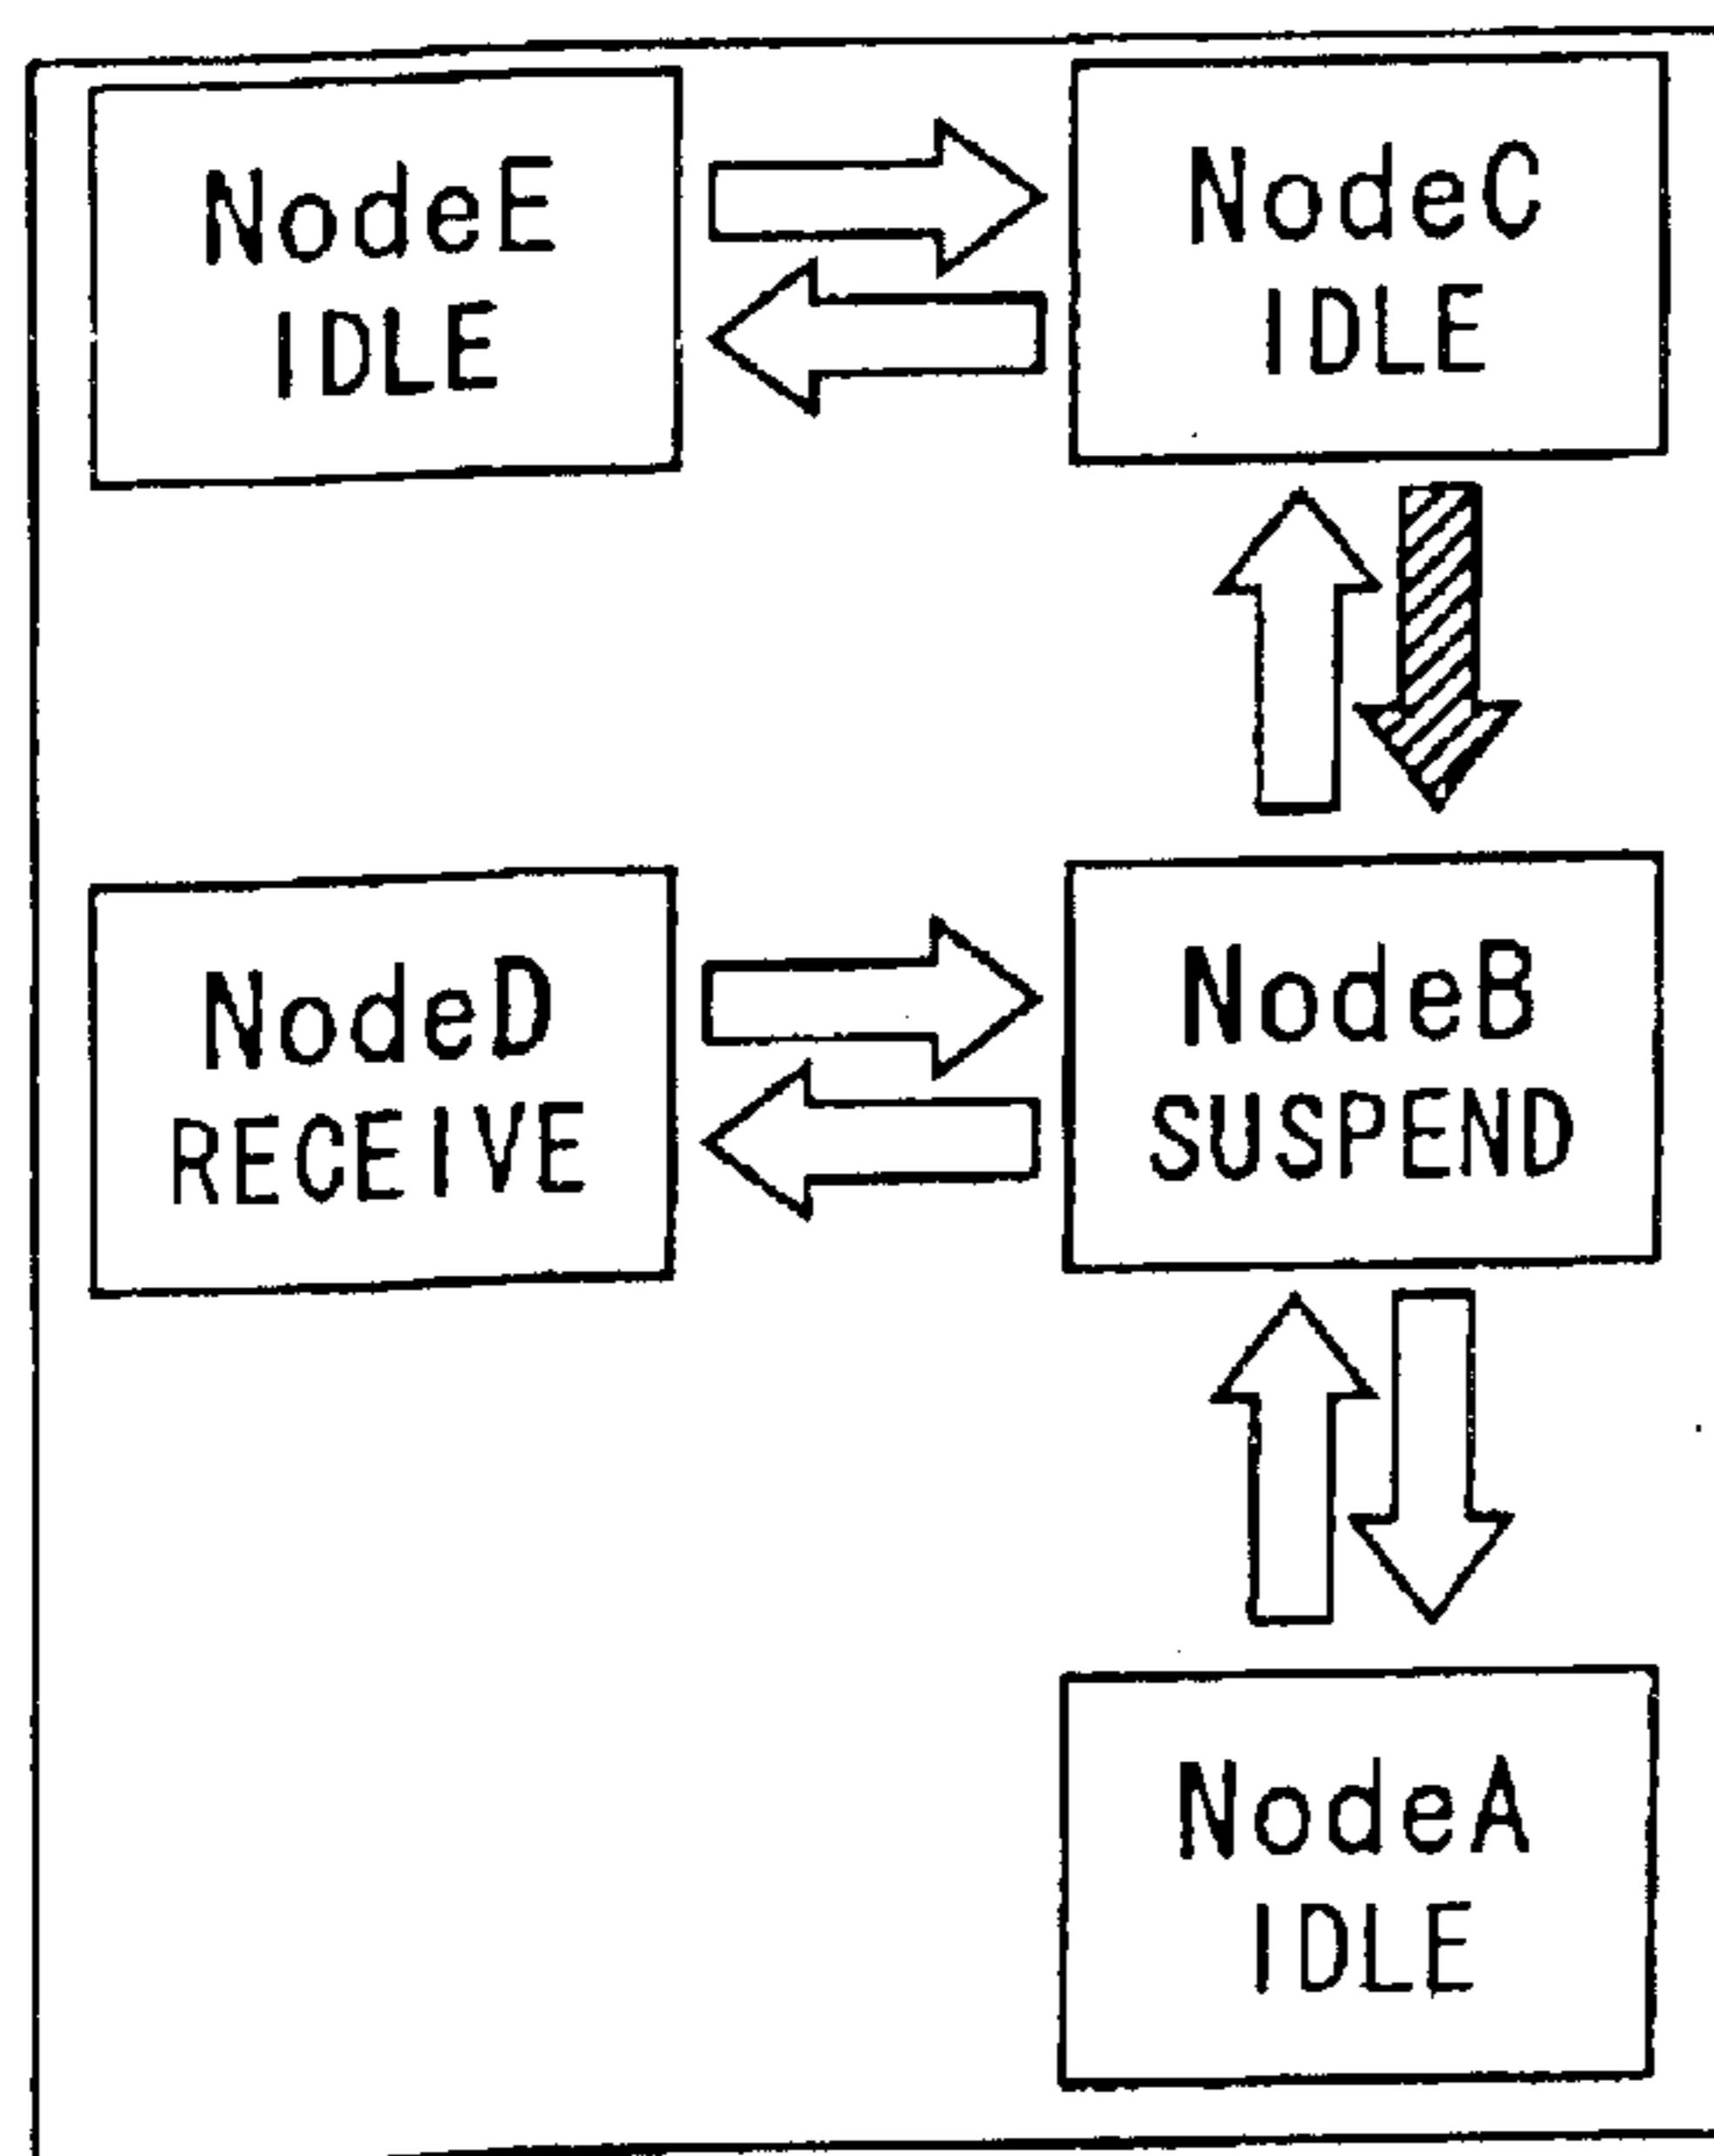 NodeE
IDLE
NodeC
IDLE
NodeD
RECEIVE
NodeB
SUSPEND
NodeA
IDLE